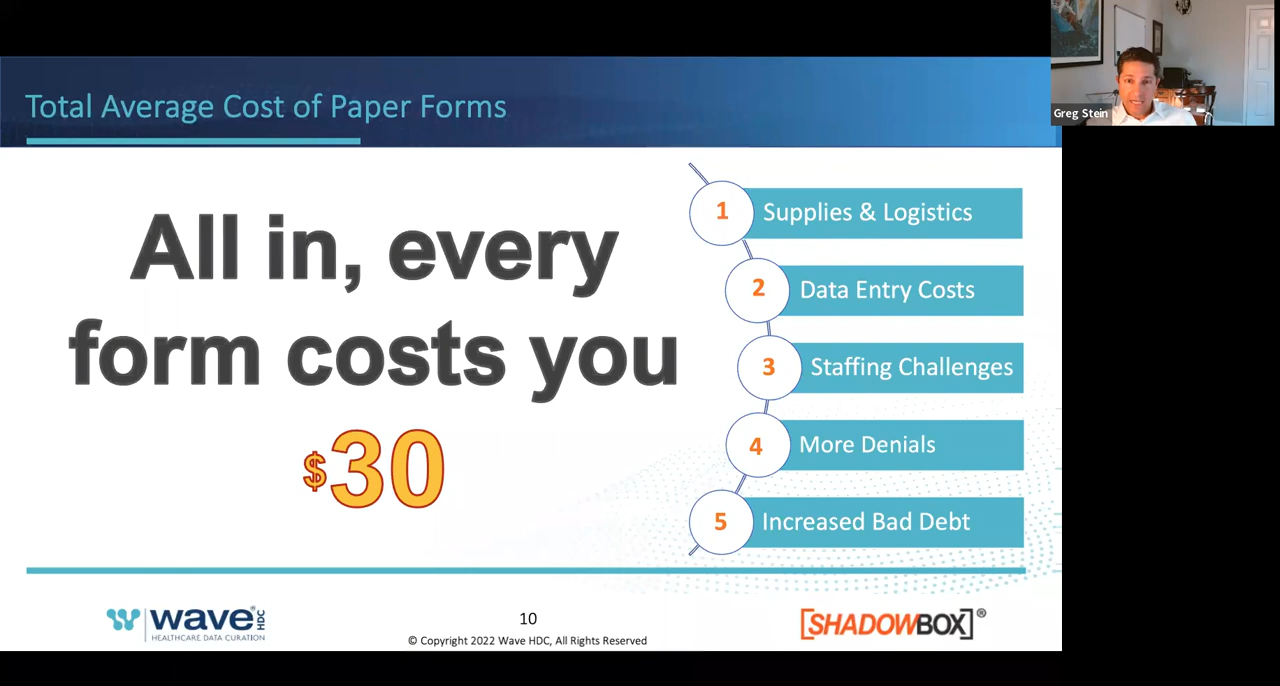 Total Average Cost of Paper Forms
Greg Stein
All in, every
form costs you
$30
1 Supplies & Logistics
2 Data Entry Costs
3 Staffing Challenges
4 More Denials
5 Increased Bad Debt
wave HDC ®
HEALTHCARE DATA CURATION
10
© Copyright 2022 Wave HDC, All Rights Reserved
[SHADOWBOX]®